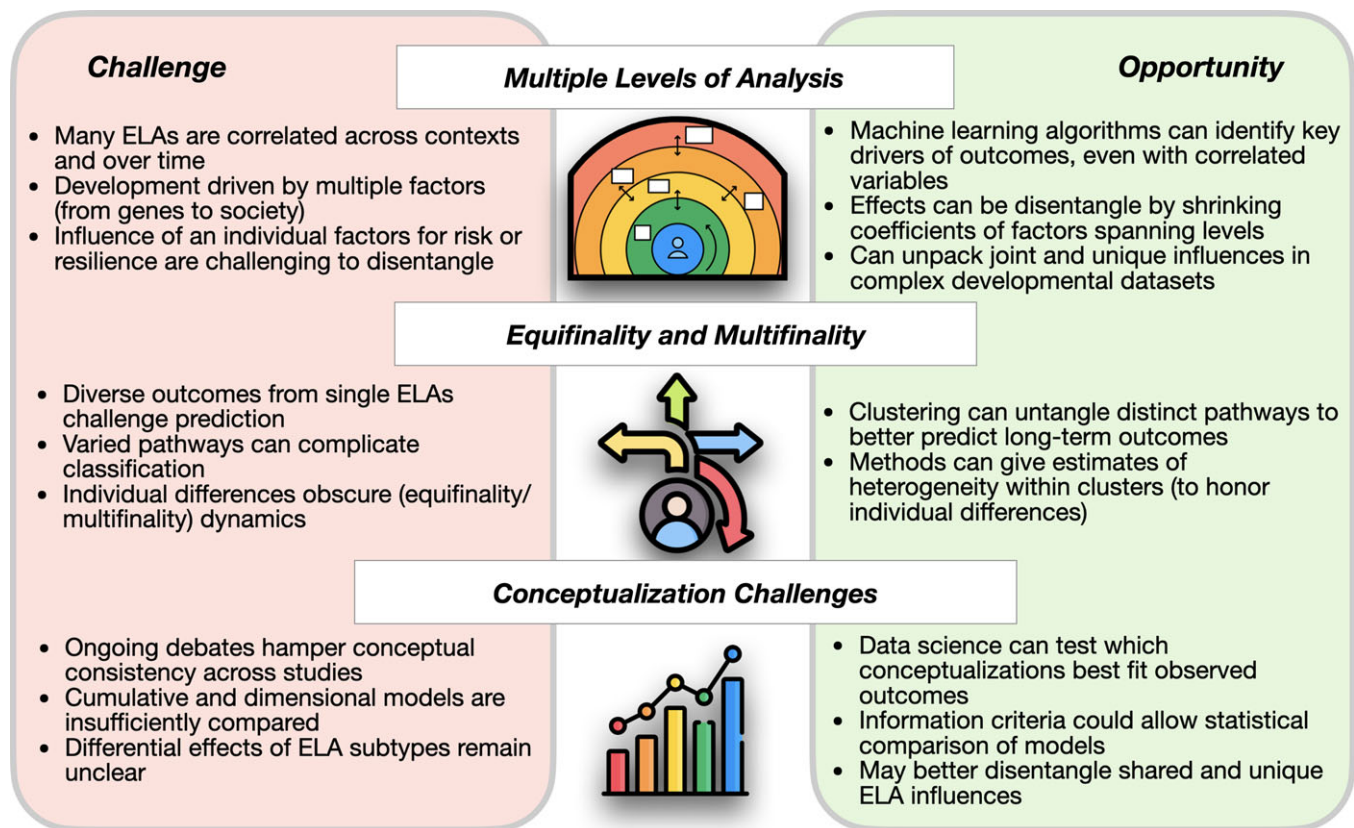 Challenge
Multiple Levels of Analysis
Opportunity
• Many ELAs are correlated across contexts
and over time
• Development driven by multiple factors
(from genes to society)
• Influence of an individual factors for risk or
resilience are challenging to disentangle
• Machine learning algorithms can identify key
drivers of outcomes, even with correlated
variables
• Effects can be disentangle by shrinking
coefficients of factors spanning levels
• Can unpack joint and unique influences in
complex developmental datasets
Equifinality and Multifinality
• Diverse outcomes from single ELAs
challenge prediction
• Varied pathways can complicate
classification
• Individual differences obscure (equifinality/
multifinality) dynamics
• Clustering can untangle distinct pathways to
better predict long-term outcomes
• Methods can give estimates of
heterogeneity within clusters (to honor
individual differences)
Conceptualization Challenges
• Ongoing debates hamper conceptual
consistency across studies
• Cumulative and dimensional models are
insufficiently compared
• Differential effects of ELA subtypes remain
unclear
• Data science can test which
conceptualizations best fit observed
outcomes
• Information criteria could allow statistical
comparison of models
• May better disentangle shared and unique
ELA influences